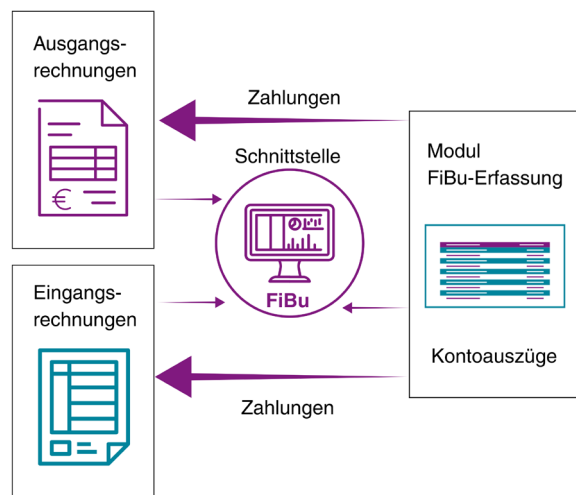 Ausgangs-
rechnungen
€
Zahlungen
Schnittstelle
FiBu
Modul
FiBu-Erfassung
Kontoauszüge
Eingangs-
rechnungen
Zahlungen